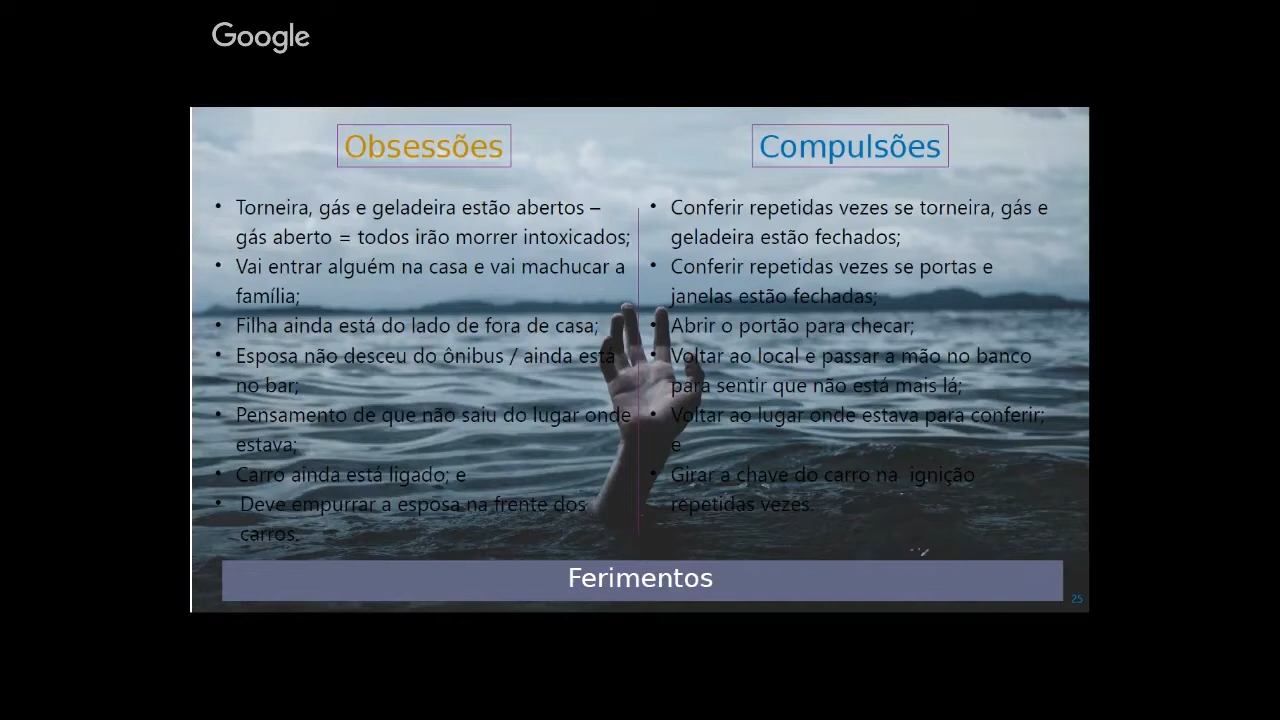 Google
Obsessões
Torneira, gás e geladeira estão abertos –
gás aberto = todos irão morrer intoxicados;
Vai entrar alguém na casa e vai machucar a
família;
Filha ainda está do lado de fora de casa;
Esposa não desceu do ônibus / ainda está
no bar;
Pensamento de que não saiu do lugar onde
estava;
Carro ainda está ligado; e
Deve empurrar a esposa na frente dos
carros.
Compulsões
Conferir repetidas vezes se torneira, gás e
geladeira estão fechados;
Conferir repetidas vezes se portas e
janelas estão fechadas;
Abrir o portão para checar;
Voltar ao local e passar a mão no banco
para sentir que não está mais lá;
Voltar ao lugar onde estava para conferir;
e
Girar a chave do carro na ignição
repetidas vezes.
Ferimentos
25